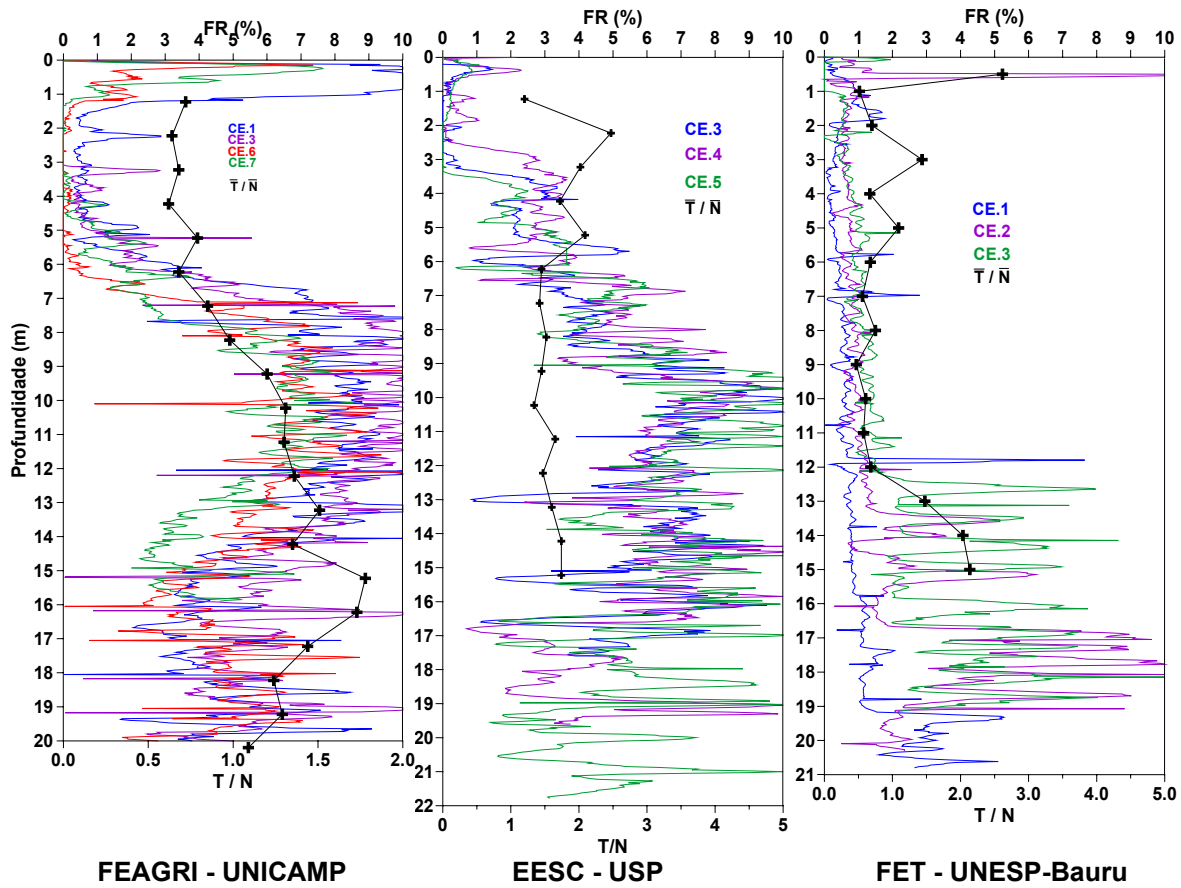 FR (%)
0 1 2 3 4 5 6 7 8 9 10
0
1
2
3
4
5
6
7
8
9
10
11
12
13
14
15
16
17
18
19
20
Profundidade (m)
CE.1
CE.3
CE.6
CE.7
T / N
0.0 0.5 1.0 1.5 2.0
T / N
FEAGRI - UNICAMP
FR (%)
0 1 2 3 4 5 6 7 8 9 10
0
1
2
3
4
5
6
7
8
9
10
11
12
13
14
15
16
17
18
19
20
21
22
CE.3
CE.4
CE.5
T / N
0 1 2 3 4 5
T/N
EESC - USP
FR (%)
0 1 2 3 4 5 6 7 8 9 10
0
1
2
3
4
5
6
7
8
9
10
11
12
13
14
15
16
17
18
19
20
21
CE.1
CE.2
CE.3
T / N
0.0 1.0 2.0 3.0 4.0 5.0
T / N
FET - UNESP-Bauru